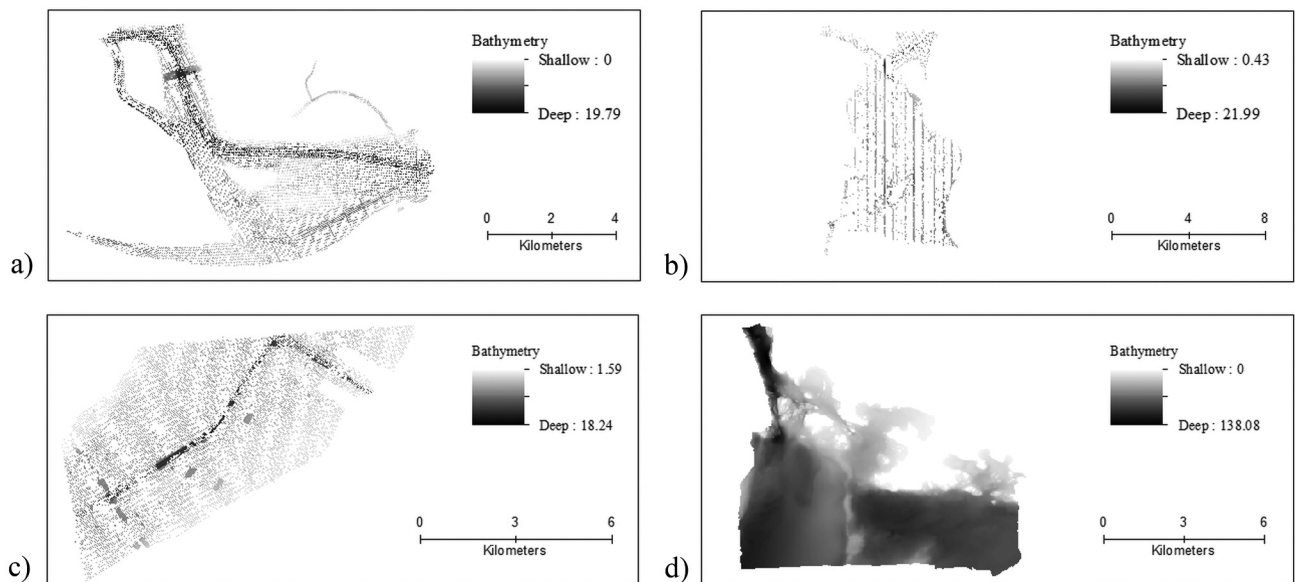 Bathymetry
Shallow : 0
Deep : 19.79
0 2 4
Kilometers
a)
Bathymetry
Shallow : 0.43
Deep : 21.99
0 4 8
Kilometers
b)
Bathymetry
Shallow : 1.59
Deep : 18.24
0 3 6
Kilometers
c)
Bathymetry
Shallow : 0
Deep : 138.08
0 3 6
Kilometers
d)